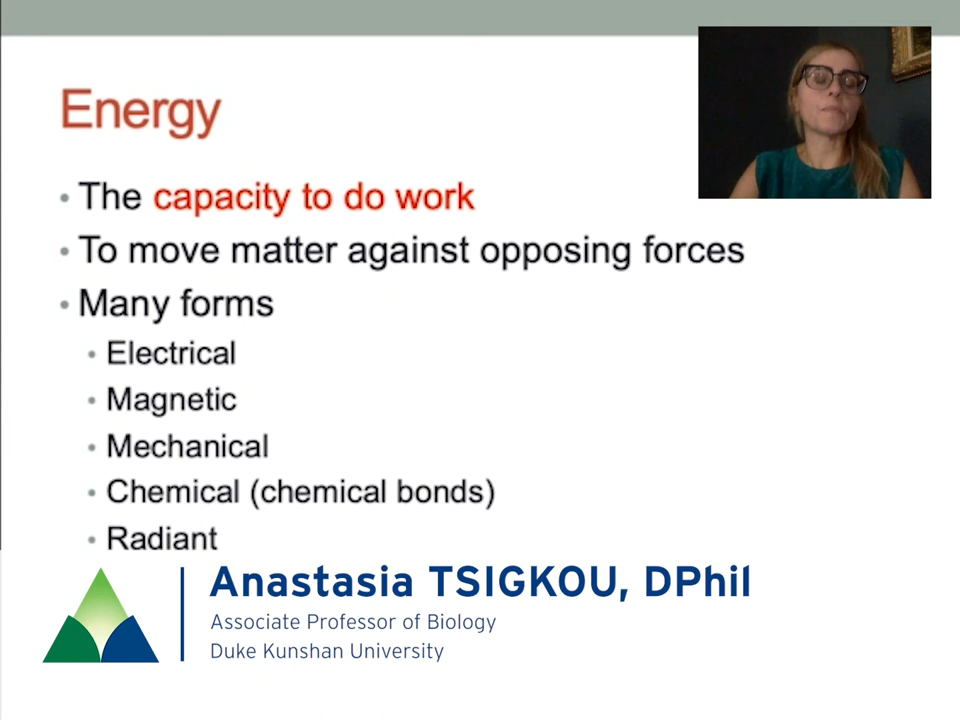 Energy
• The capacity to do work
• To move matter against opposing forces
• Many forms
• Electrical
• Magnetic
• Mechanical
• Chemical (chemical bonds)
• Radiant
Anastasia TSIGKOU, DPhil
Associate Professor of Biology
Duke Kunshan University